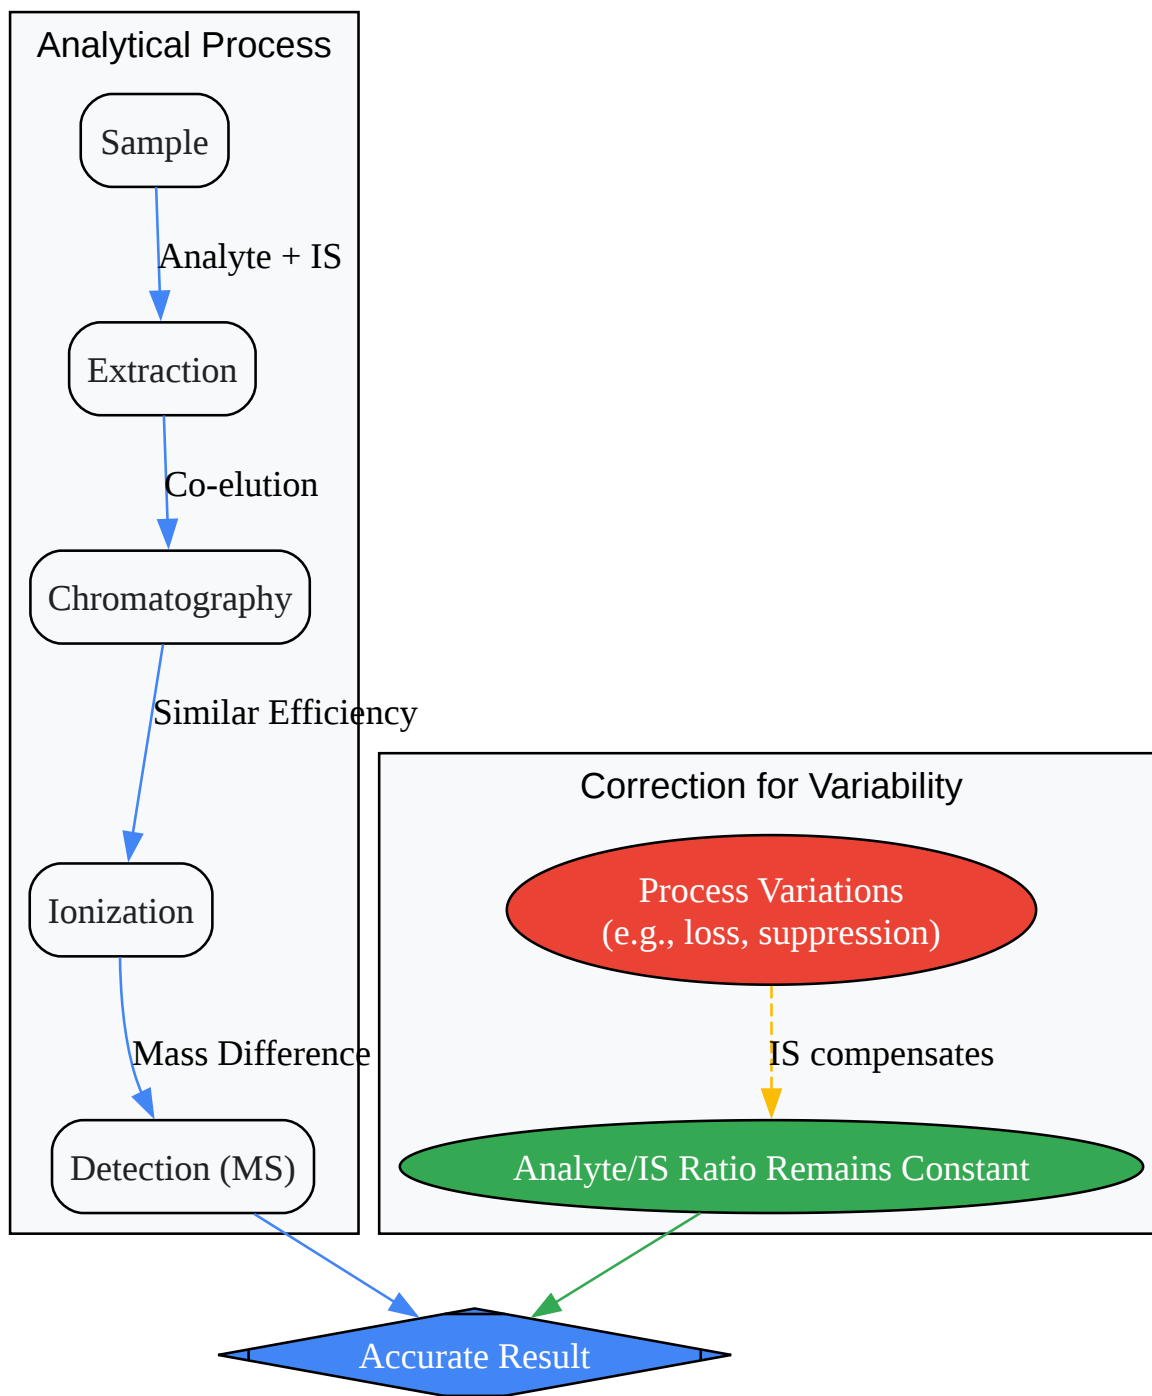 Analytical Process
Sample
Analyte + IS
Extraction
Co-elution
Chromatography
Similar Efficiency
Ionization
Mass Difference
Detection (MS)
Correction for Variability
Process Variations
(e.g., loss, suppression)
IS compensates
Analyte/IS Ratio Remains Constant
Accurate Result